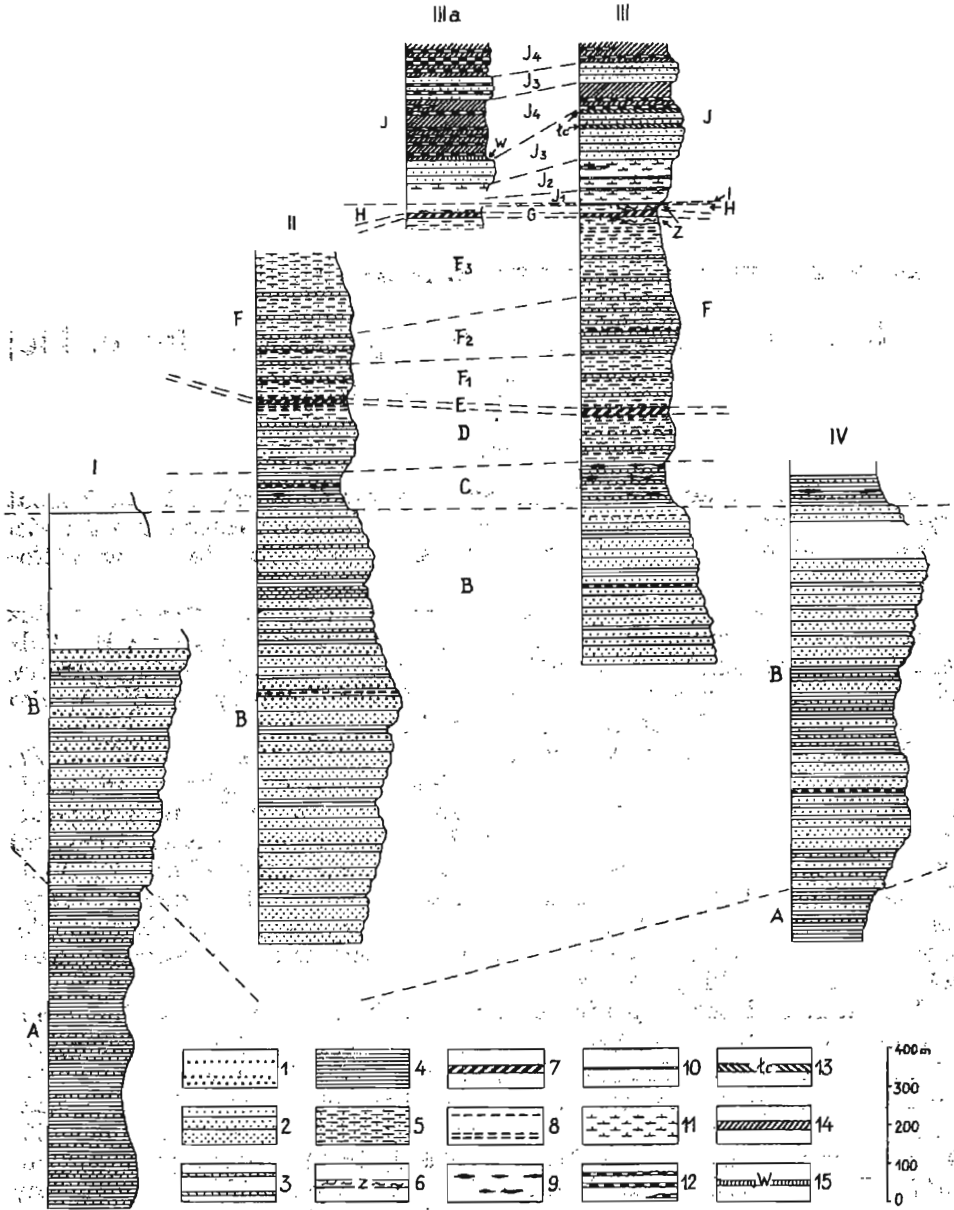 IIIa III
J4
J3
J4
J J
W tc
J3
J2
J1 I
H G H
II Z
F3
F F
F2
F1
E
D IV
I
C
B
B B B
A
A
1 4 7 10 tc 13 400m
300
2 5 8 11 14 200
100
3 z 6 9 12 W 15 0